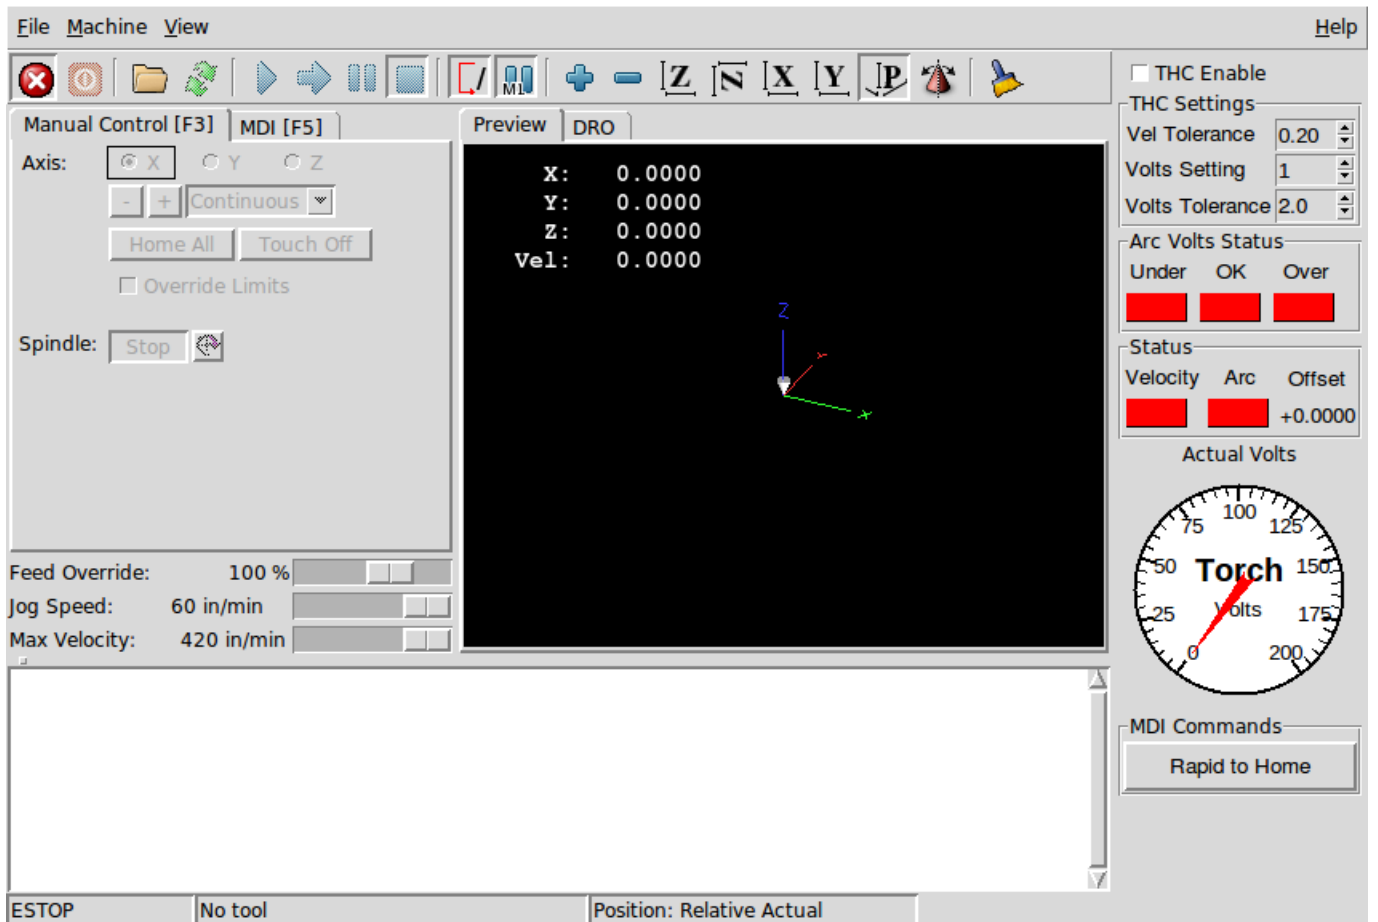 File Machine View Help
Z N X Y P
M1
THC Enable
THC Settings
Vel Tolerance 0.20
Volts Setting 1
Volts Tolerance 2.0
Arc Volts Status
Under OK Over
Status
Velocity Arc Offset
+0.0000
Actual Volts
0 25 50 75 100 125 150 175 200
Torch
Volts
MDI Commands
Rapid to Home
Manual Control [F3] MDI [F5]
Axis: X Y Z
- + Continuous
Home All Touch Off
Override Limits
Spindle: Stop
Feed Override: 100 %
Jog Speed: 60 in/min
Max Velocity: 420 in/min
Preview DRO
X: 0.0000
Y: 0.0000
Z: 0.0000
Vel: 0.0000
Z
X
ESTOP No tool Position: Relative Actual